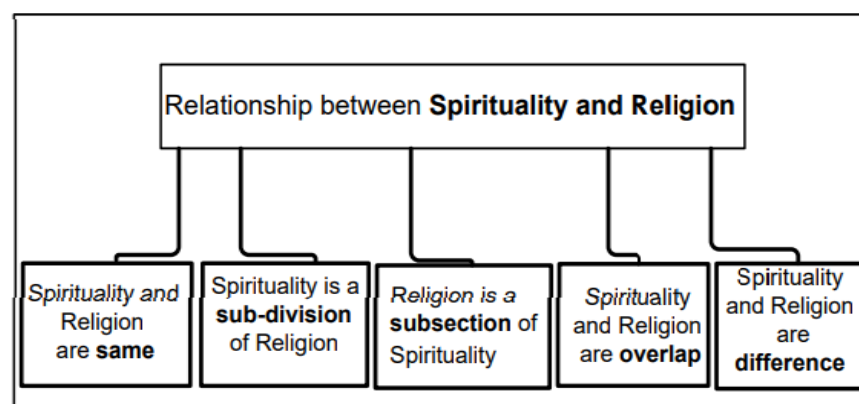 Relationship between Spirituality and Religion
Spirituality and
Religion
are same
Spirituality is a
sub-division
of Religion
Religion is a
subsection of
Spirituality
Spirituality
and Religion
are overlap
Spirituality
and Religion
are
difference